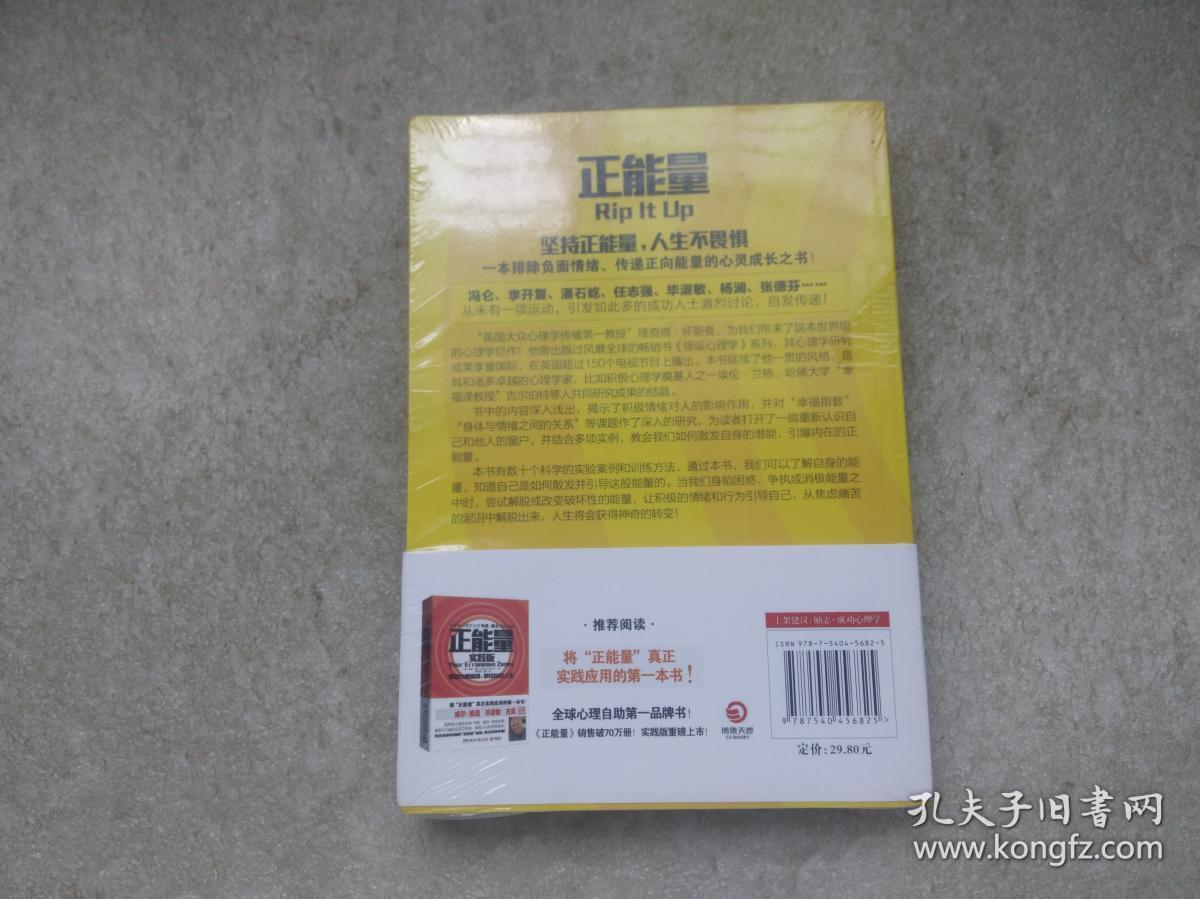 正能量
Rip It Up
坚持正能量，人生不畏惧
一本排除负面情绪、传递正向能量的心灵成长之书！
冯仑、李开复、潘石屹、任志强、毕淑敏、杨澜、张德芬……
从未有一项运动，引发如此多的成功人士激烈讨论、自发传递！
“英国大众心理学传播第一教授”理查德·怀斯曼，为我们带来了这本世界级
的心理学巨作！他曾出版过风靡全球的畅销书《怪诞心理学》系列，其心理学研究
成果享誉国际，在英国超过150个电视节目上播出。本书延续了他一贯的风格，是
其和诸多卓越的心理学家，比如积极心理学奠基人之一埃伦·兰格，哈佛大学“幸
福课教授”吉尔伯特等人共同研究成果的结晶。
书中的内容深入浅出，揭示了积极情绪对人的影响作用，并对“幸福指数”
“身体与情绪之间的关系”等课题作了深入的研究，为读者打开了一扇重新认识自
己和他人的窗户，并结合多项实例，教会我们如何激发自身的潜能，引爆内在的正
能量。
本书有数十个科学的实验案例和训练方法，通过本书，我们可以了解自身的能
量，知道自己是如何散发并引导这股能量的。当我们身陷困惑、争执或消极能量之
中时，尝试解脱或改变破坏性的能量，让积极的情绪和行为引导自己，从焦虑痛苦
的泥沼中解脱出来，人生将会获得神奇的转变！
正能量
实践版
Your Erroneous Zones
将“正能量”真正实践应用的第一本书！
·推荐阅读·
将“正能量”真正
实践应用的第一本书！
全球心理自助第一品牌书！
《正能量》销售破70万册！实践版重磅上市！
博集天卷
CS-BOOKY
上架建议：励志·成功心理学
ISBN 978-7-5404-5682-5
9 787540 456825 >
定价：29.80元
孔夫子旧书网
www.kongfz.com